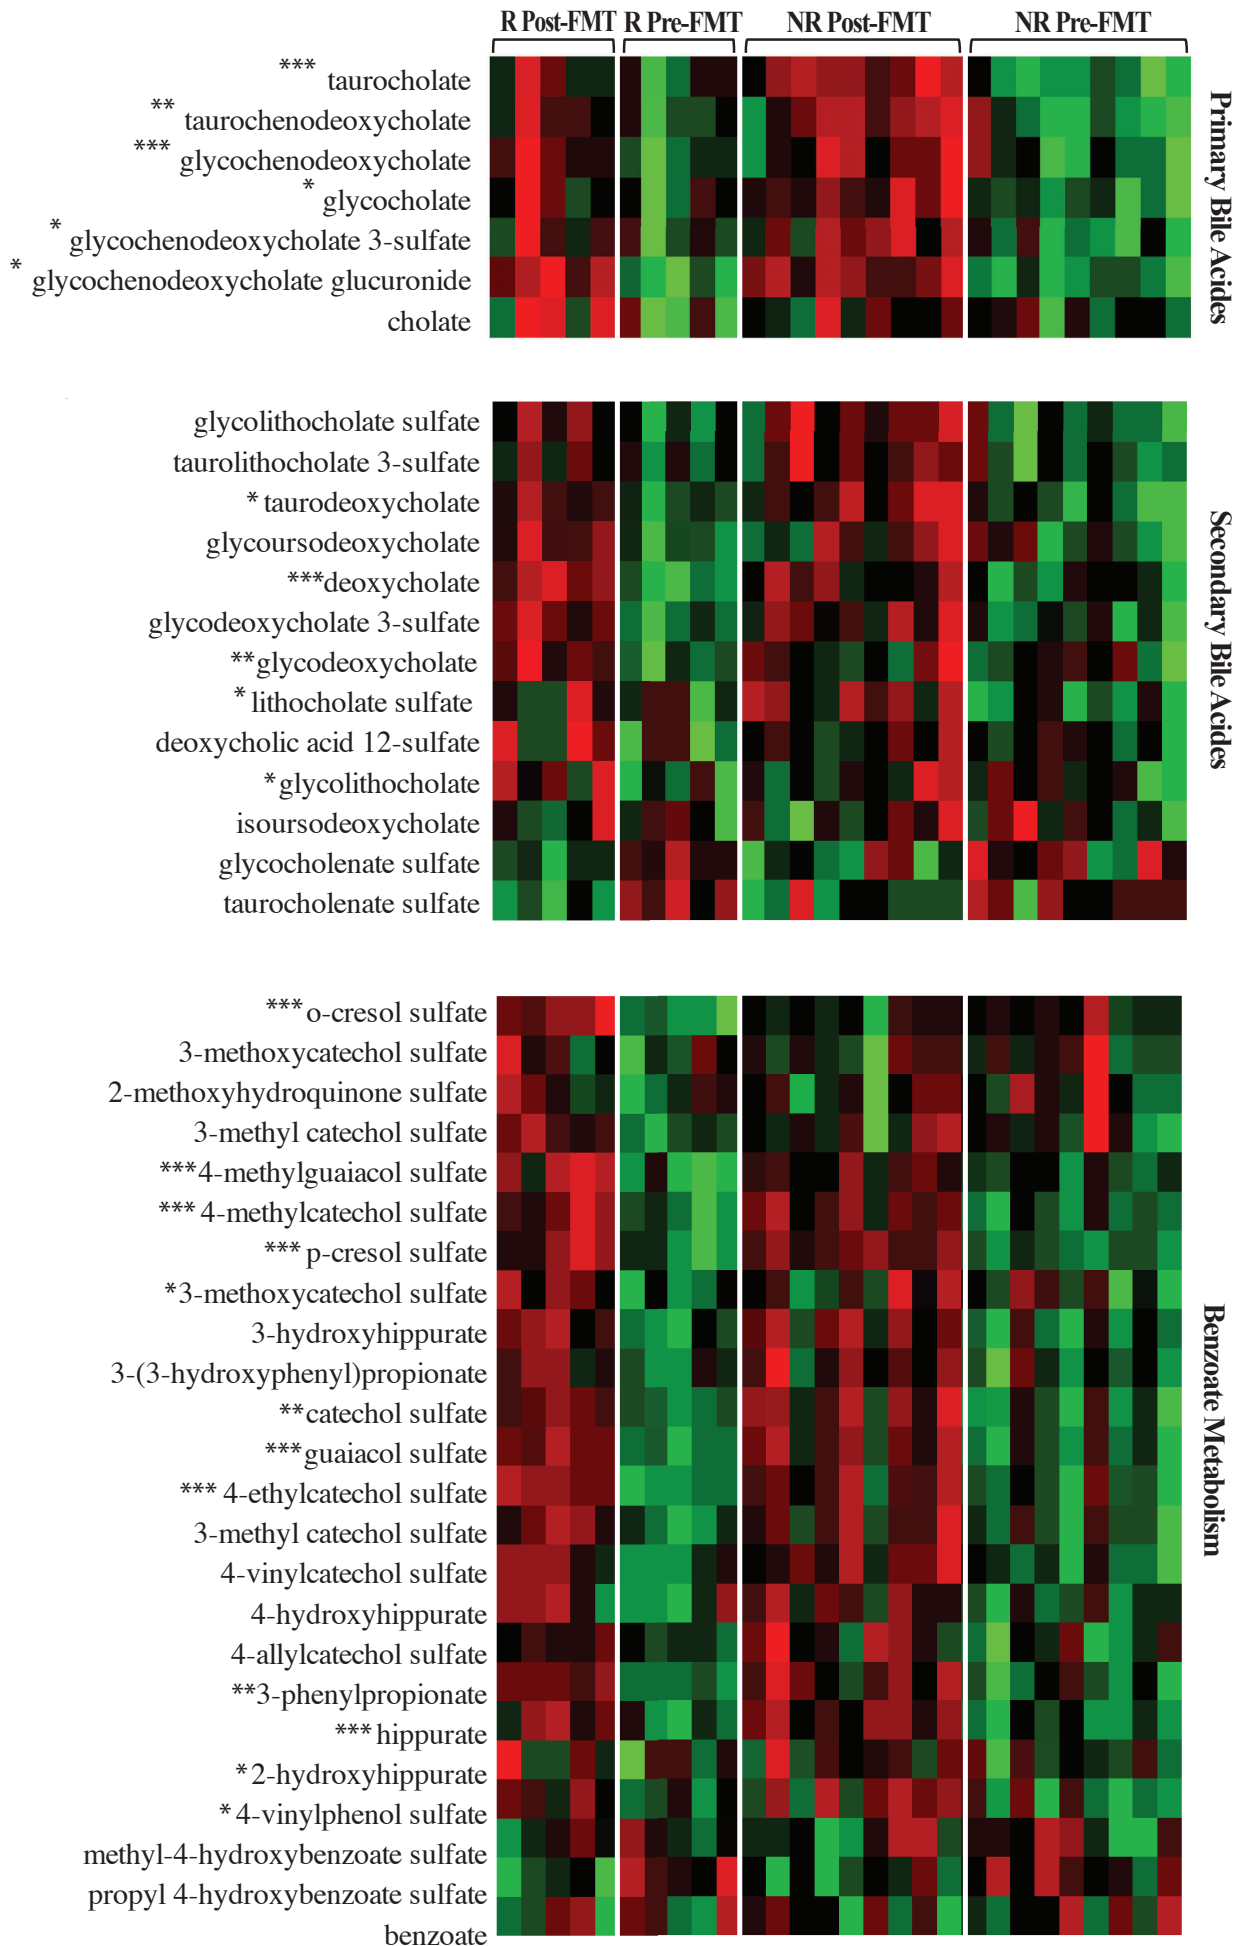 R Post-FMT R Pre-FMT NR Post-FMT NR Pre-FMT
*** taurocholate
** taurochenodeoxycholate
*** glycochenodeoxycholate
* glycocholate
* glycochenodeoxycholate 3-sulfate
* glycochenodeoxycholate glucuronide
cholate
Primary Bile Acides
glycolithocholate sulfate
taurolithocholate 3-sulfate
* taurodeoxycholate
glycoursodeoxycholate
***deoxycholate
glycodeoxycholate 3-sulfate
**glycodeoxycholate
* lithocholate sulfate
deoxycholic acid 12-sulfate
*glycolithocholate
isoursodeoxycholate
glycocholenate sulfate
taurocholenate sulfate
Secondary Bile Acides
***o-cresol sulfate
3-methoxycatechol sulfate
2-methoxyhydroquinone sulfate
3-methyl catechol sulfate
***4-methylguaiacol sulfate
*** 4-methylcatechol sulfate
*** p-cresol sulfate
*3-methoxycatechol sulfate
3-hydroxyhippurate
3-(3-hydroxyphenyl)propionate
**catechol sulfate
***guaiacol sulfate
*** 4-ethylcatechol sulfate
3-methyl catechol sulfate
4-vinylcatechol sulfate
4-hydroxyhippurate
4-allylcatechol sulfate
**3-phenylpropionate
*** hippurate
*2-hydroxyhippurate
* 4-vinylphenol sulfate
methyl-4-hydroxybenzoate sulfate
propyl 4-hydroxybenzoate sulfate
benzoate
Benzoate Metabolism